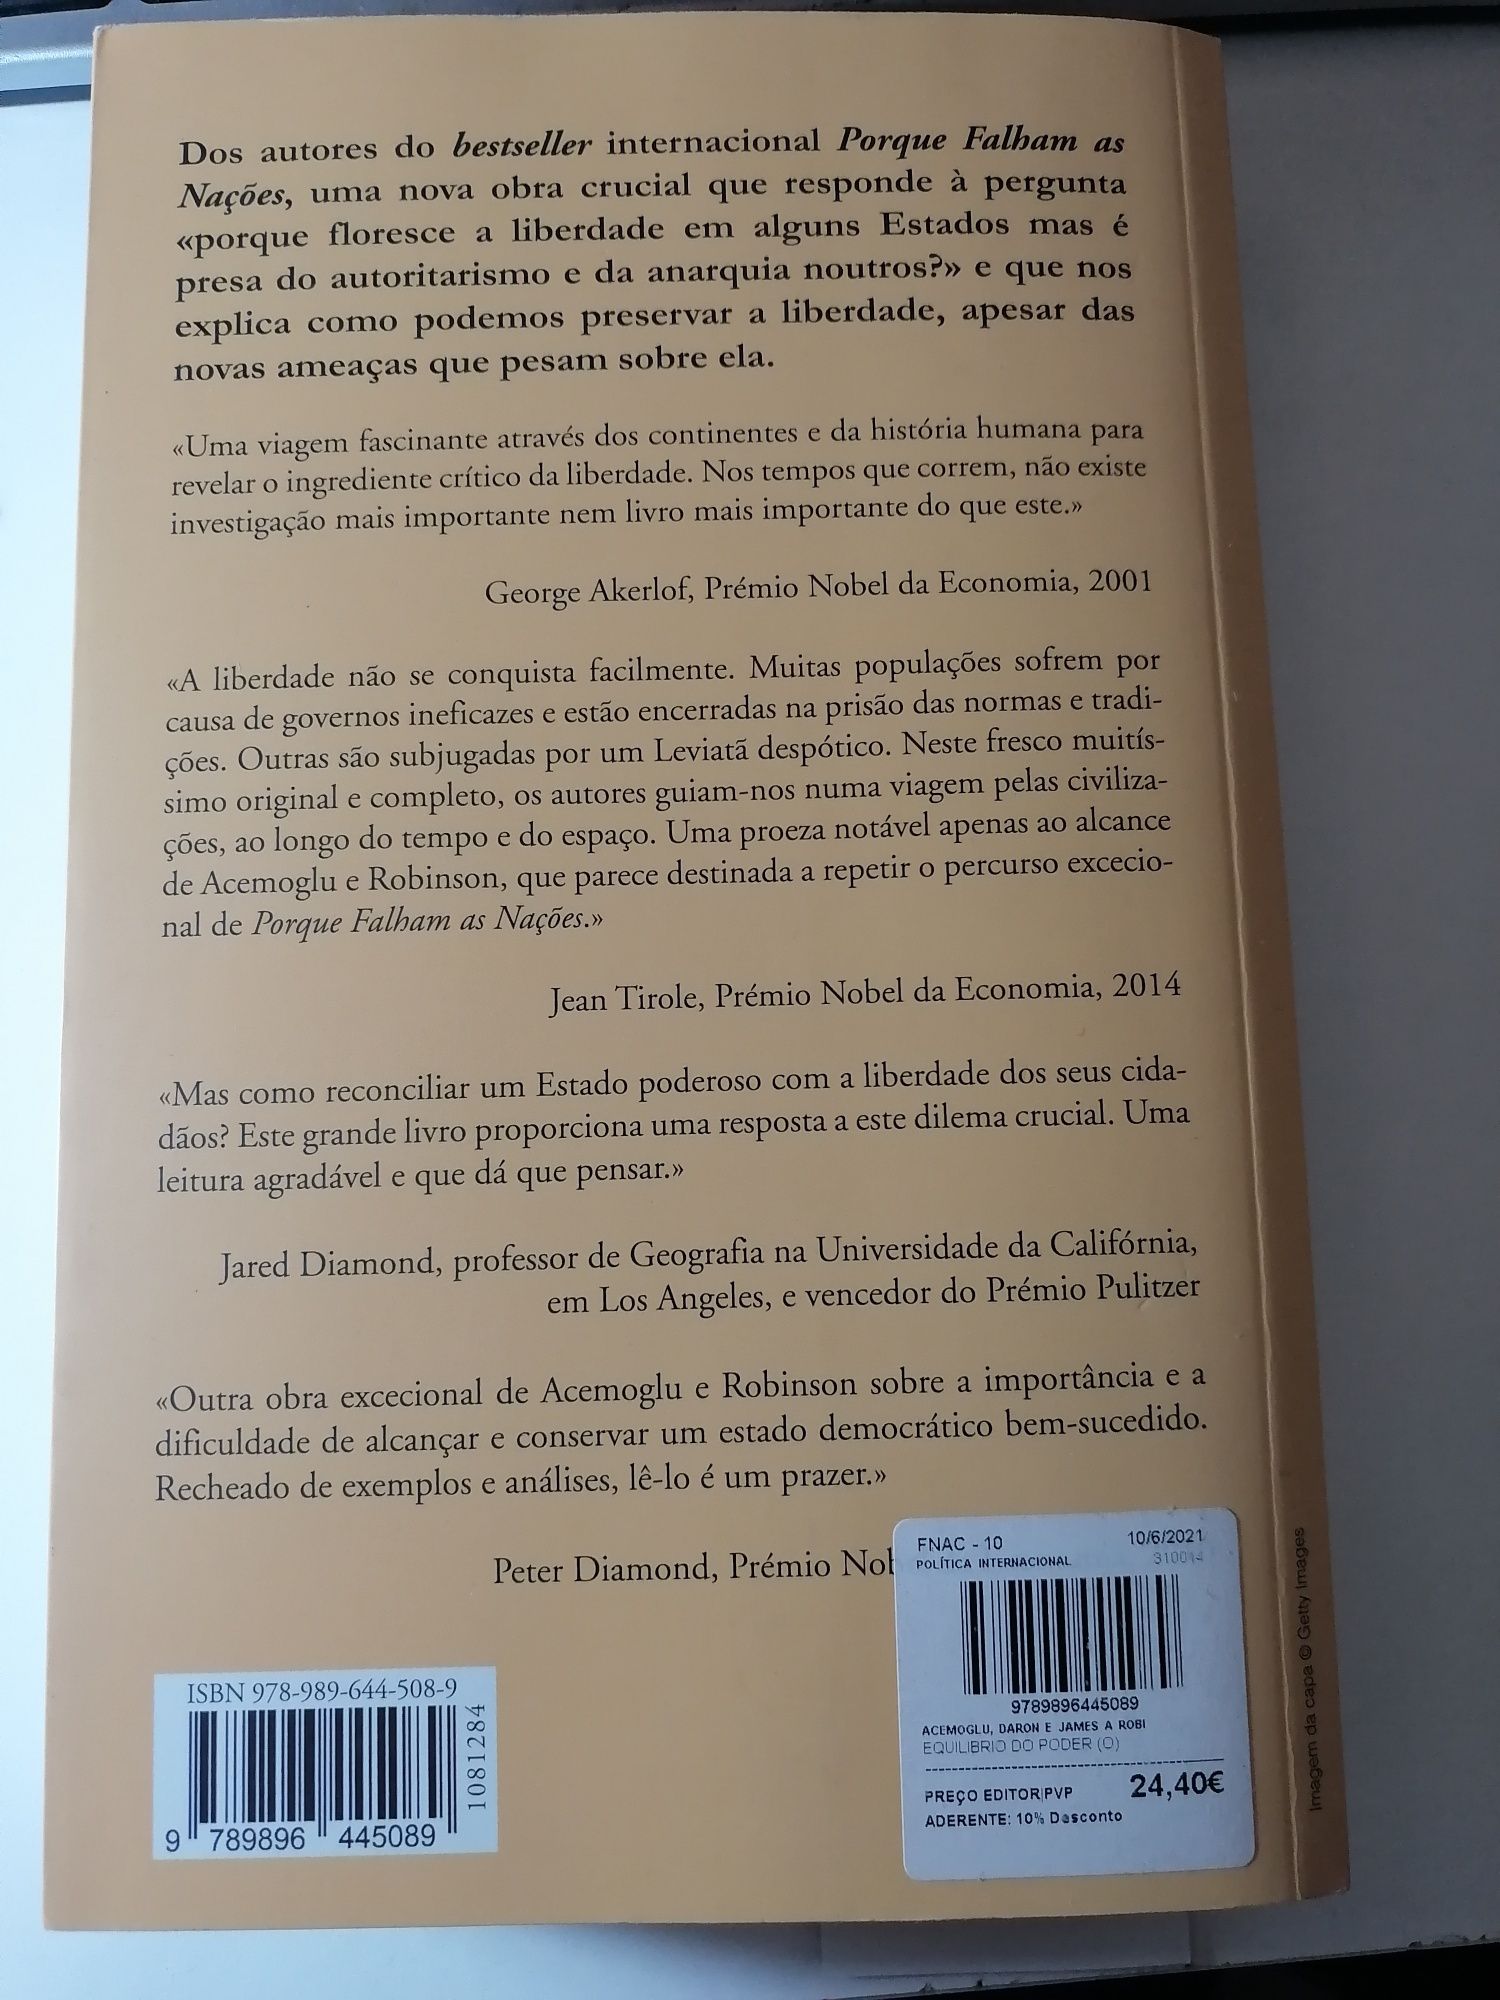 Dos autores do bestseller internacional Porque Falham as
Nações, uma nova obra crucial que responde à pergunta
«porque floresce a liberdade em alguns Estados mas é
presa do autoritarismo e da anarquia noutros?» e que nos
explica como podemos preservar a liberdade, apesar das
novas ameaças que pesam sobre ela.
«Uma viagem fascinante através dos continentes e da história humana para
revelar o ingrediente crítico da liberdade. Nos tempos que correm, não existe
investigação mais importante nem livro mais importante do que este.»
George Akerlof, Prémio Nobel da Economia, 2001
«A liberdade não se conquista facilmente. Muitas populações sofrem por
causa de governos ineficazes e estão encerradas na prisão das normas e tradi-
ções. Outras são subjugadas por um Leviatã despótico. Neste fresco muitís-
simo original e completo, os autores guiam-nos numa viagem pelas civiliza-
ções, ao longo do tempo e do espaço. Uma proeza notável apenas ao alcance
de Acemoglu e Robinson, que parece destinada a repetir o percurso excecio-
nal de Porque Falham as Nações.»
Jean Tirole, Prémio Nobel da Economia, 2014
«Mas como reconciliar um Estado poderoso com a liberdade dos seus cida-
dãos? Este grande livro proporciona uma resposta a este dilema crucial. Uma
leitura agradável e que dá que pensar.»
Jared Diamond, professor de Geografia na Universidade da Califórnia,
em Los Angeles, e vencedor do Prémio Pulitzer
«Outra obra excecional de Acemoglu e Robinson sobre a importância e a
dificuldade de alcançar e conservar um estado democrático bem-sucedido.
Recheado de exemplos e análises, lê-lo é um prazer.»
Peter Diamond, Prémio
FNAC - 10 10/6/2021
POLÍTICA INTERNACIONAL 310014
9789896445089
ACEMOGLU, DARON E JAMES A ROBI
EQUILIBRIO DO PODER (O)
PREÇO EDITOR|PVP 24,40€
ADERENTE: 10% Desconto
ISBN 978-989-644-508-9
9 789896 445089
1081284
Imagem da capa © Getty Images